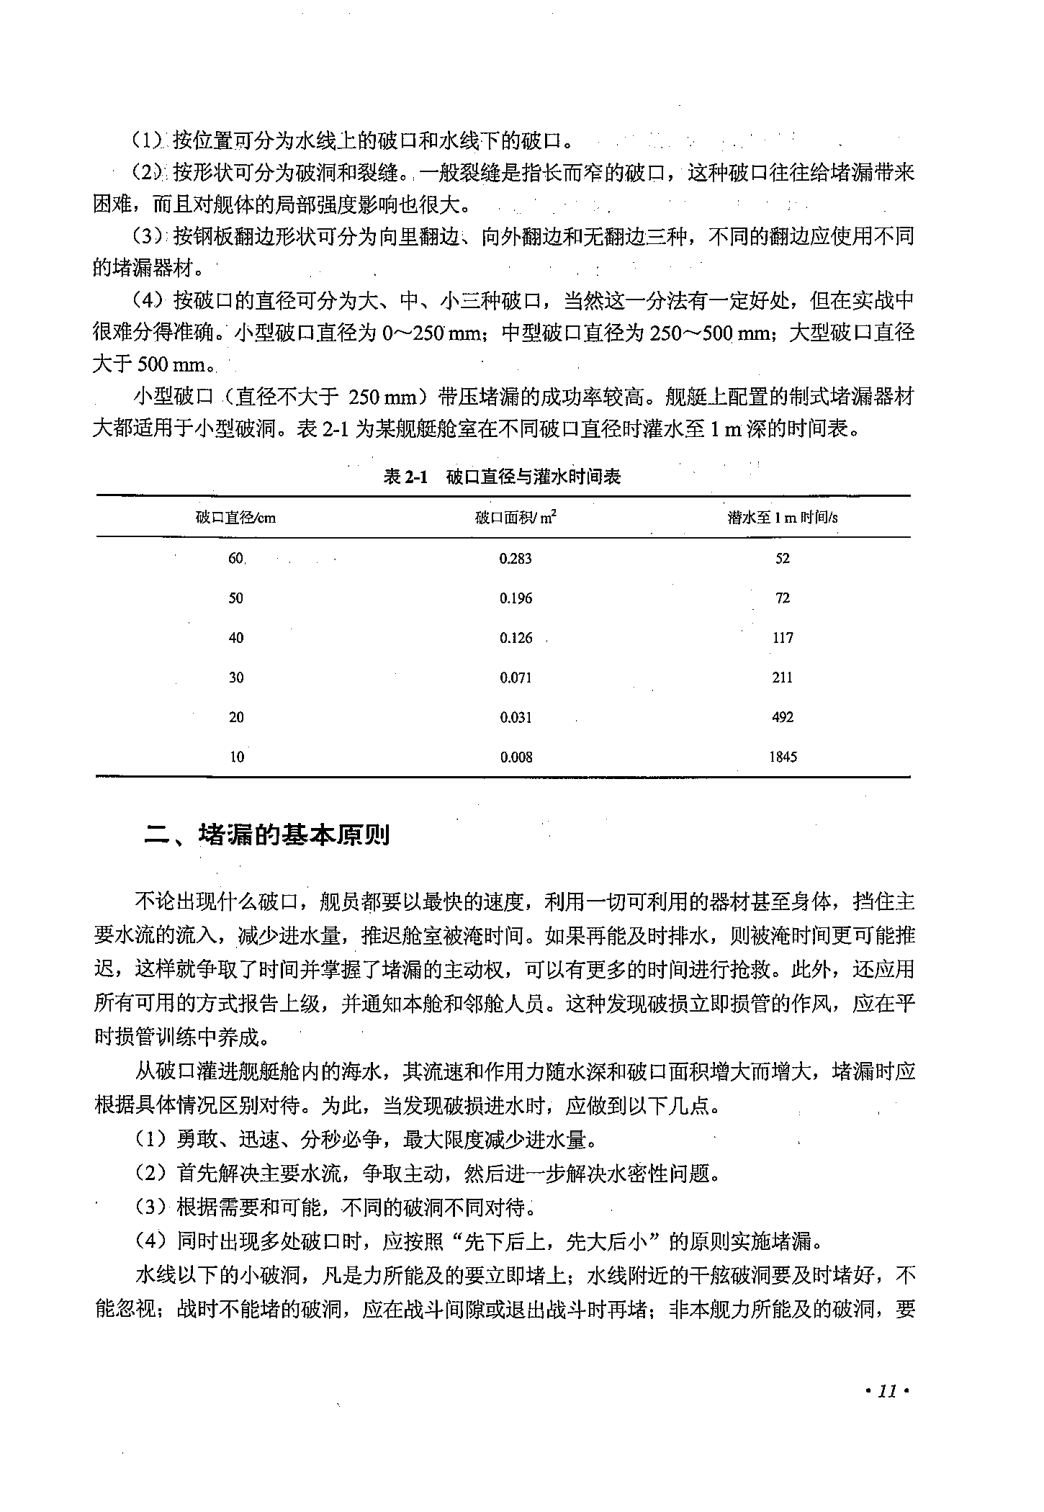 （1）按位置可分为水线上的破口和水线下的破口。
（2）按形状可分为破洞和裂缝。一般裂缝是指长而窄的破口，这种破口往往给堵漏带来
困难，而且对舰体的局部强度影响也很大。
（3）按钢板翻边形状可分为向里翻边、向外翻边和无翻边三种，不同的翻边应使用不同
的堵漏器材。
（4）按破口的直径可分为大、中、小三种破口，当然这一分法有一定好处，但在实战中
很难分得准确。小型破口直径为 0～250 mm；中型破口直径为 250～500 mm；大型破口直径
大于 500 mm。
小型破口（直径不大于 250 mm）带压堵漏的成功率较高。舰艇上配置的制式堵漏器材
大都适用于小型破洞。表 2-1 为某舰艇舱室在不同破口直径时灌水至 1 m 深的时间表。
表 2-1 破口直径与灌水时间表
破口直径/cm 破口面积/ m² 潜水至 1 m 时间/s
60 0.283 52
50 0.196 72
40 0.126 117
30 0.071 211
20 0.031 492
10 0.008 1845
二、堵漏的基本原则
不论出现什么破口，舰员都要以最快的速度，利用一切可利用的器材甚至身体，挡住主
要水流的流入，减少进水量，推迟舱室被淹时间。如果再能及时排水，则被淹时间更可能推
迟，这样就争取了时间并掌握了堵漏的主动权，可以有更多的时间进行抢救。此外，还应用
所有可用的方式报告上级，并通知本舱和邻舱人员。这种发现破损立即损管的作风，应在平
时损管训练中养成。
从破口灌进舰艇舱内的海水，其流速和作用力随水深和破口面积增大而增大，堵漏时应
根据具体情况区别对待。为此，当发现破损进水时，应做到以下几点。
（1）勇敢、迅速、分秒必争，最大限度减少进水量。
（2）首先解决主要水流，争取主动，然后进一步解决水密性问题。
（3）根据需要和可能，不同的破洞不同对待。
（4）同时出现多处破口时，应按照“先下后上，先大后小”的原则实施堵漏。
水线以下的小破洞，凡是力所能及的要立即堵上；水线附近的干舷破洞要及时堵好，不
能忽视；战时不能堵的破洞，应在战斗间隙或退出战斗时再堵；非本舰力所能及的破洞，要
·11·